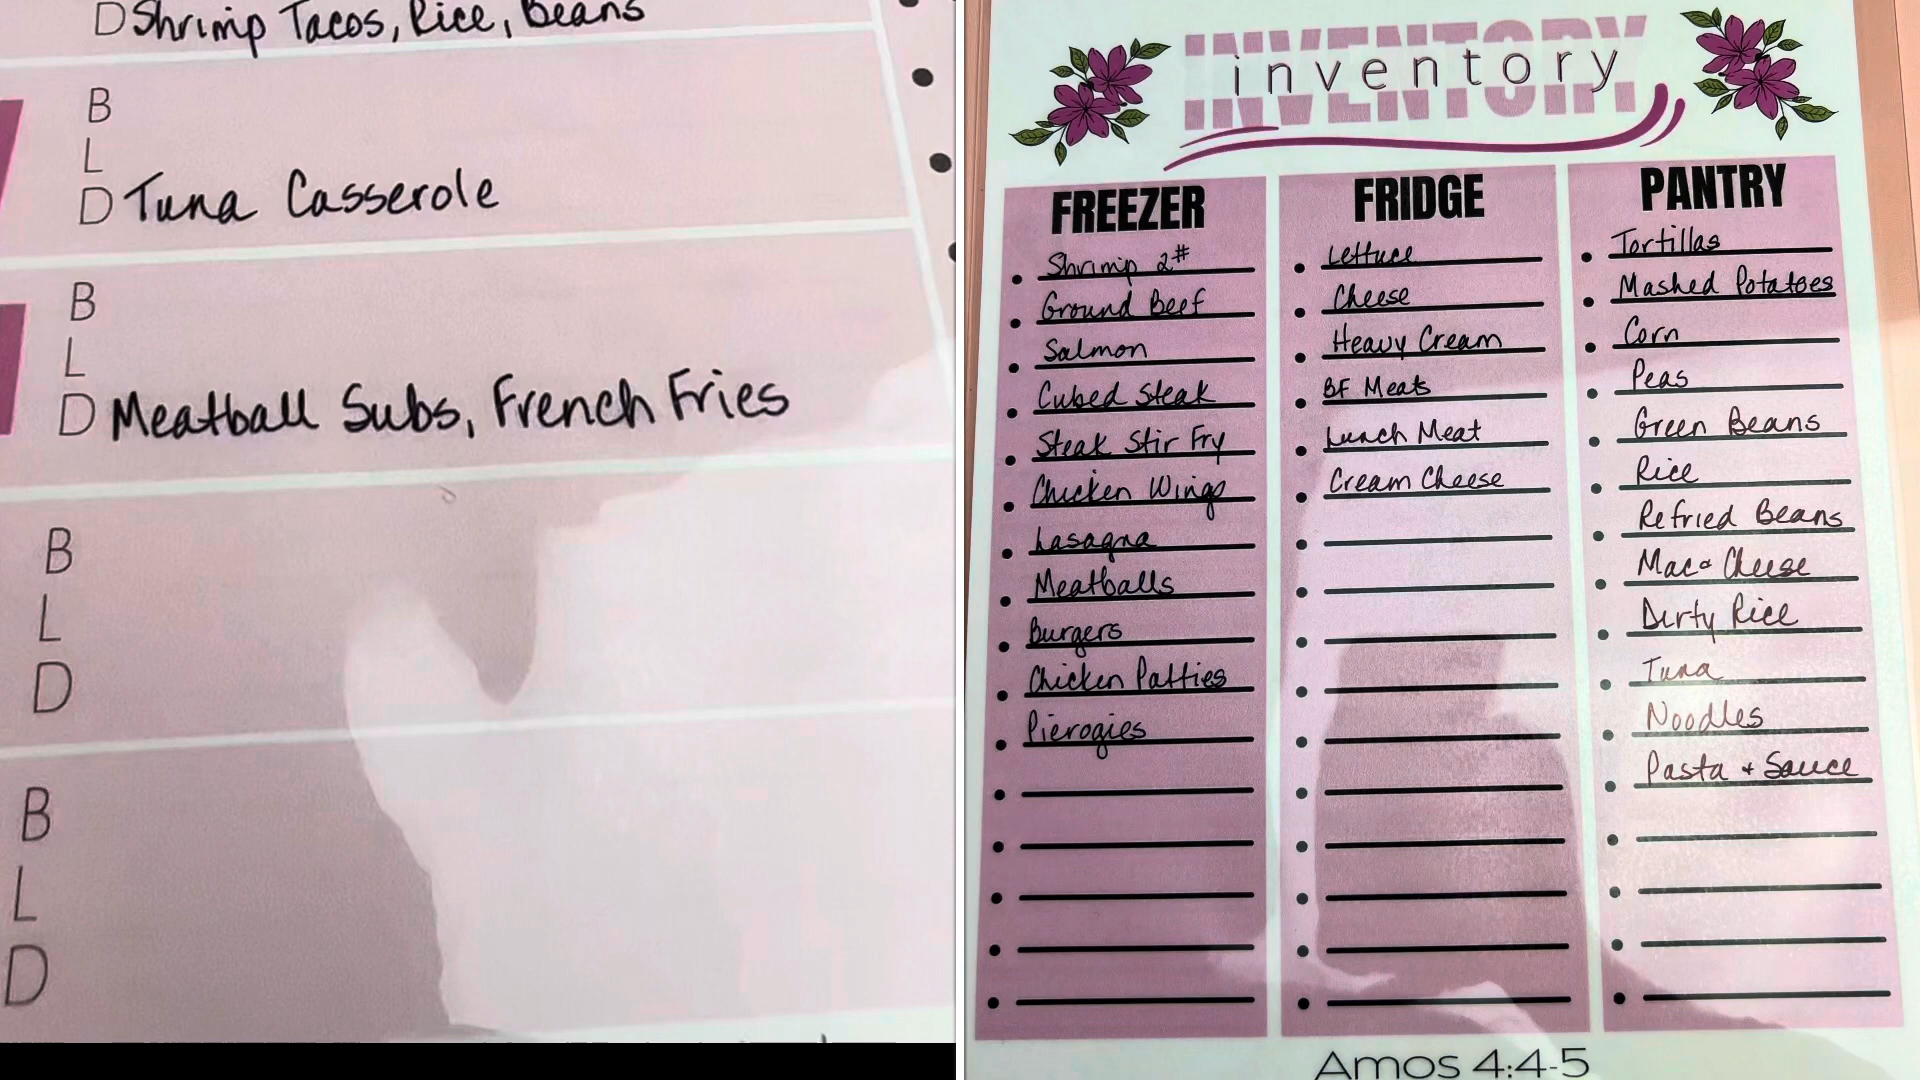 D Shrimp Tacos, Rice, Beans
B
L
D Tuna Casserole
B
L
D Meatball Subs, French Fries
B
L
D
B
L
D
INVENTORY
inventory
FREEZER
Shrimp 2#
Ground Beef
Salmon
Cubed Steak
Steak Stir Fry
Chicken Wings
Lasagna
Meatballs
Burgers
Chicken Patties
Pierogies
FRIDGE
Lettuce
Cheese
Heavy Cream
BF Meats
Lunch Meat
Cream Cheese
PANTRY
Tortillas
Mashed Potatoes
Corn
Peas
Green Beans
Rice
Refried Beans
Mac & Cheese
Dirty Rice
Tuna
Noodles
Pasta + Sauce
Amos 4:4-5